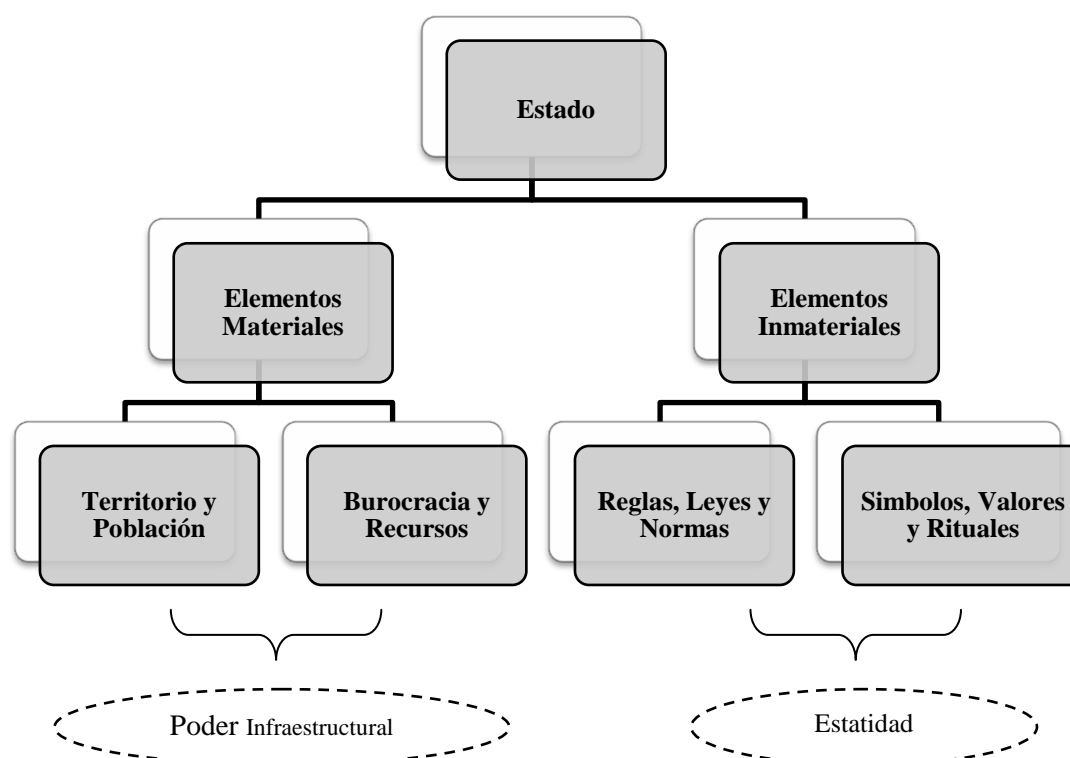 Estado
Elementos
Materiales
Elementos
Inmateriales
Territorio y
Población
Burocracia y
Recursos
Reglas, Leyes y
Normas
Simbolos, Valores
y Rituales
Poder Infraestructural
Estatidad